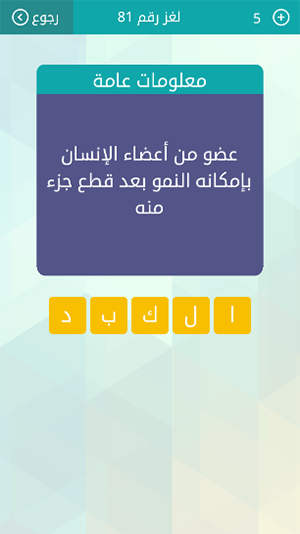 5 لغز رقم 81 رجوع
معلومات عامة
عضو من أعضاء الإنسان
بإمكانه النمو بعد قطع جزء
منه
ا ل ك ب د